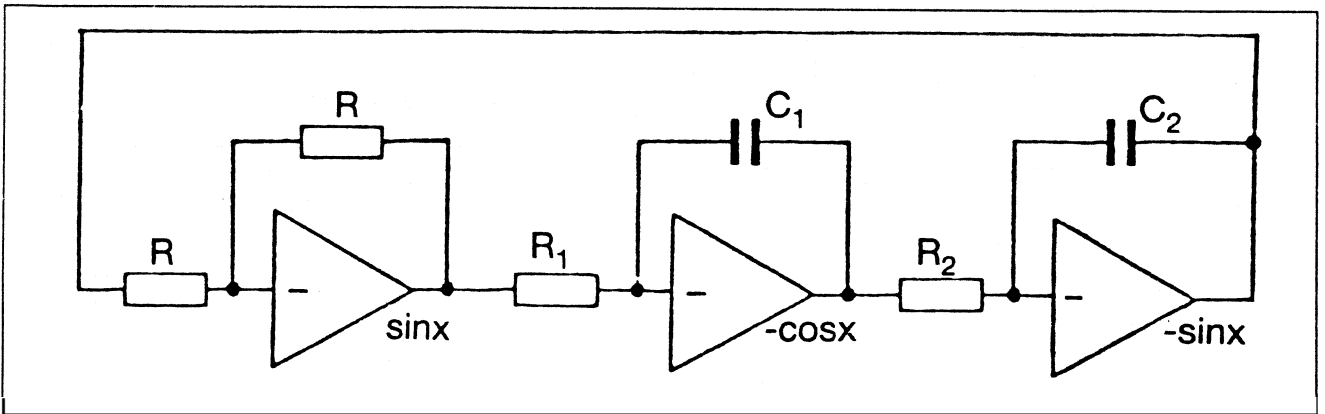 R
C₁
C₂
R
R₁
R₂
−
−
−
sinx
-cosx
-sinx